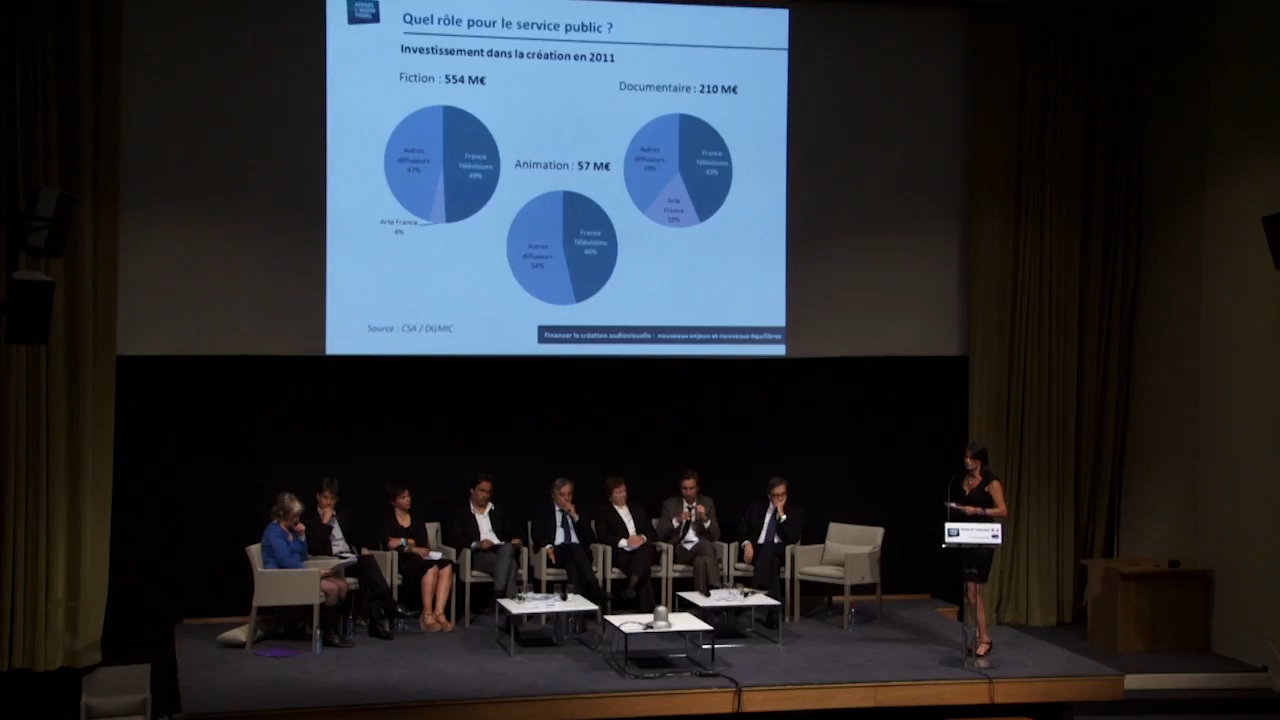 Quel rôle pour le service public ?
Investissement dans la création en 2011
Fiction : 554 M€
Documentaire : 210 M€
Autres
diffuseurs
47%
France
Télévisions
49%
Arte France
4%
Animation : 57 M€
Autres
diffuseurs
39%
France
Télévisions
43%
Arte
France
18%
Autres
diffuseurs
54%
France
Télévisions
46%
Source : CSA / DGMIC
Financer la création audiovisuelle - nouveaux enjeux et nouveaux équilibres